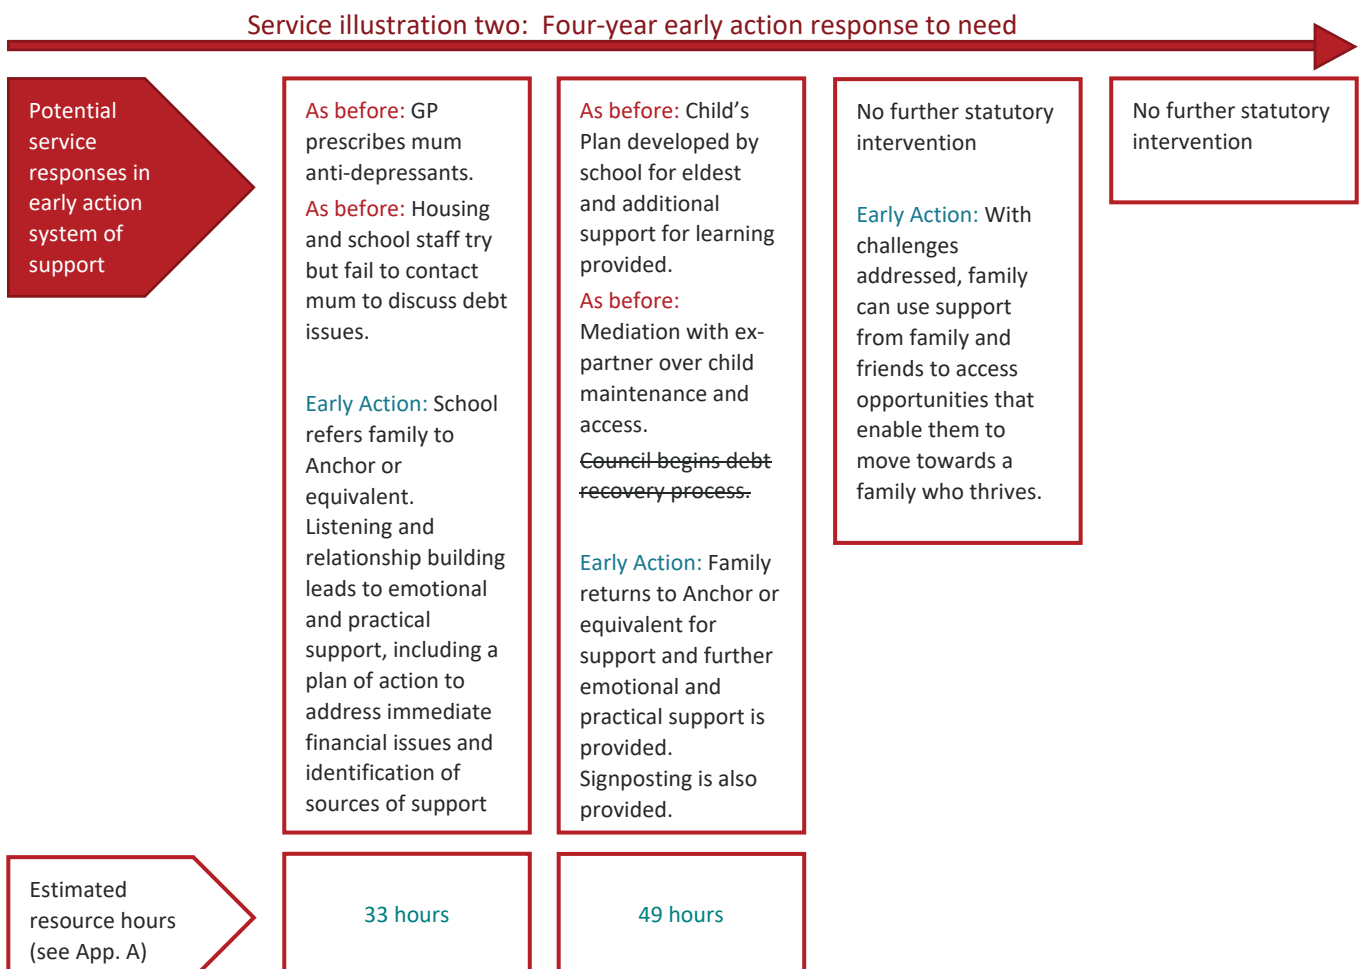 Service illustration two:  Four-year early action response to need
Potential
service
responses in
early action
system of
support
As before: GP
prescribes mum
anti-depressants.
As before: Housing
and school staff try
but fail to contact
mum to discuss debt
issues.
Early Action: School
refers family to
Anchor or
equivalent.
Listening and
relationship building
leads to emotional
and practical
support, including a
plan of action to
address immediate
financial issues and
identification of
sources of support
As before: Child’s
Plan developed by
school for eldest
and additional
support for learning
provided.
As before:
Mediation with ex-
partner over child
maintenance and
access.
Council begins debt
recovery process.
Early Action: Family
returns to Anchor or
equivalent for
support and further
emotional and
practical support is
provided.
Signposting is also
provided.
No further statutory
intervention
Early Action: With
challenges
addressed, family
can use support
from family and
friends to access
opportunities that
enable them to
move towards a
family who thrives.
No further statutory
intervention
Estimated
resource hours
(see App. A)
33 hours
49 hours